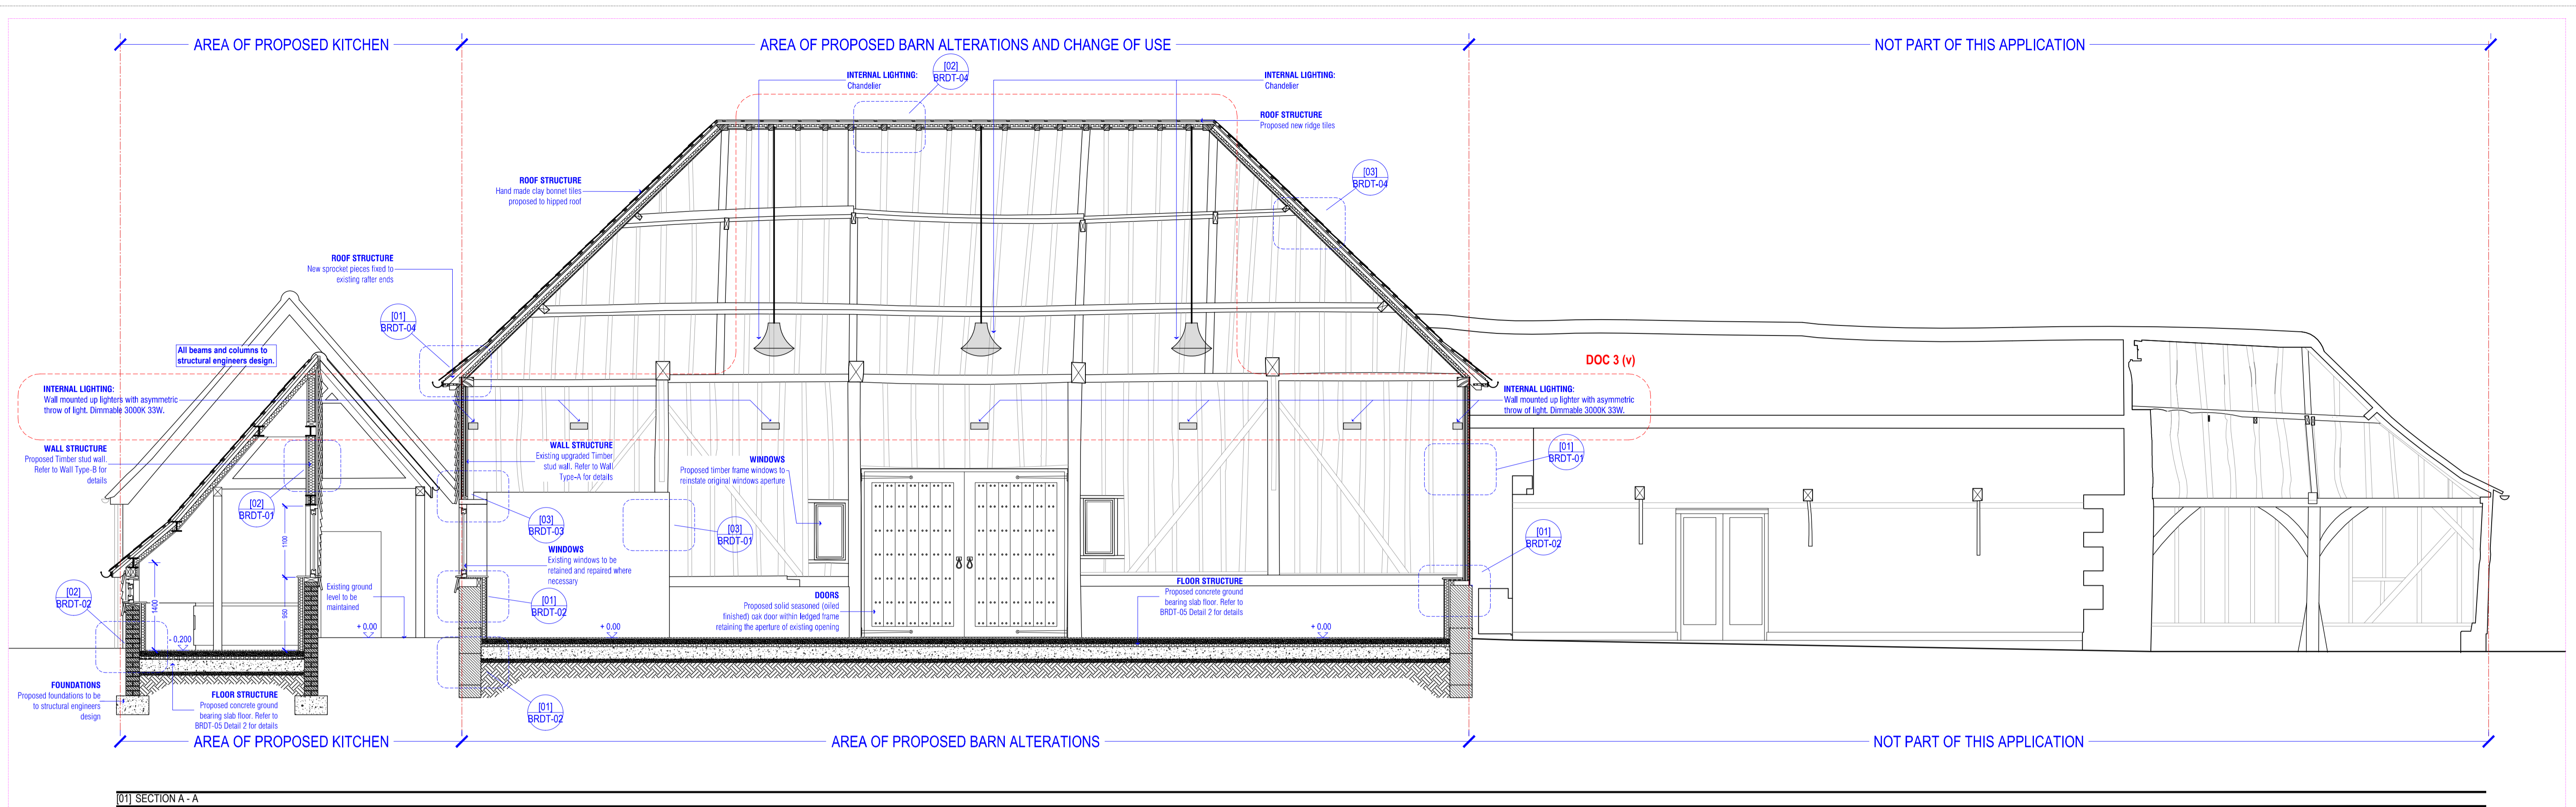 AREA OF PROPOSED KITCHEN
AREA OF PROPOSED BARN ALTERATIONS AND CHANGE OF USE
NOT PART OF THIS APPLICATION
INTERNAL LIGHTING:
Chandelier
[02]
BRDT-04
INTERNAL LIGHTING:
Chandelier
ROOF STRUCTURE
Proposed new ridge tiles
ROOF STRUCTURE
Hand made clay bonnet tiles
proposed to hipped roof
[03]
BRDT-04
ROOF STRUCTURE
New sprocket pieces fixed to
existing rafter ends
[01]
BRDT-04
All beams and columns to
structural engineers design.
DOC 3 (v)
INTERNAL LIGHTING:
Wall mounted up lighters with asymmetric
throw of light. Dimmable 3000K 33W.
INTERNAL LIGHTING:
Wall mounted up lighter with asymmetric
throw of light. Dimmable 3000K 33W.
WALL STRUCTURE
Proposed Timber stud wall.
Refer to Wall Type-B for
details
WALL STRUCTURE
Existing upgraded Timber
stud wall. Refer to Wall
Type-A for details
WINDOWS
Proposed timber frame windows to
reinstate original windows aperture
[01]
BRDT-01
[02]
BRDT-01
[03]
BRDT-03
[03]
BRDT-01
[01]
BRDT-02
1100
WINDOWS
Existing windows to be
retained and repaired where
necessary
Existing ground
level to be
maintained
FLOOR STRUCTURE
Proposed concrete ground
bearing slab floor. Refer to
BRDT-05 Detail 2 for details
[02]
BRDT-02
1400
950
[01]
BRDT-02
DOORS
Proposed solid seasoned (oiled
finished) oak door within ledged frame
retaining the aperture of existing opening
- 0.200
+ 0.00
+ 0.00
+ 0.00
FOUNDATIONS
Proposed foundations to be
to structural engineers
design
FLOOR STRUCTURE
Proposed concrete ground
bearing slab floor. Refer to
BRDT-05 Detail 2 for details
[01]
BRDT-02
AREA OF PROPOSED KITCHEN
AREA OF PROPOSED BARN ALTERATIONS
NOT PART OF THIS APPLICATION
[01] SECTION A - A